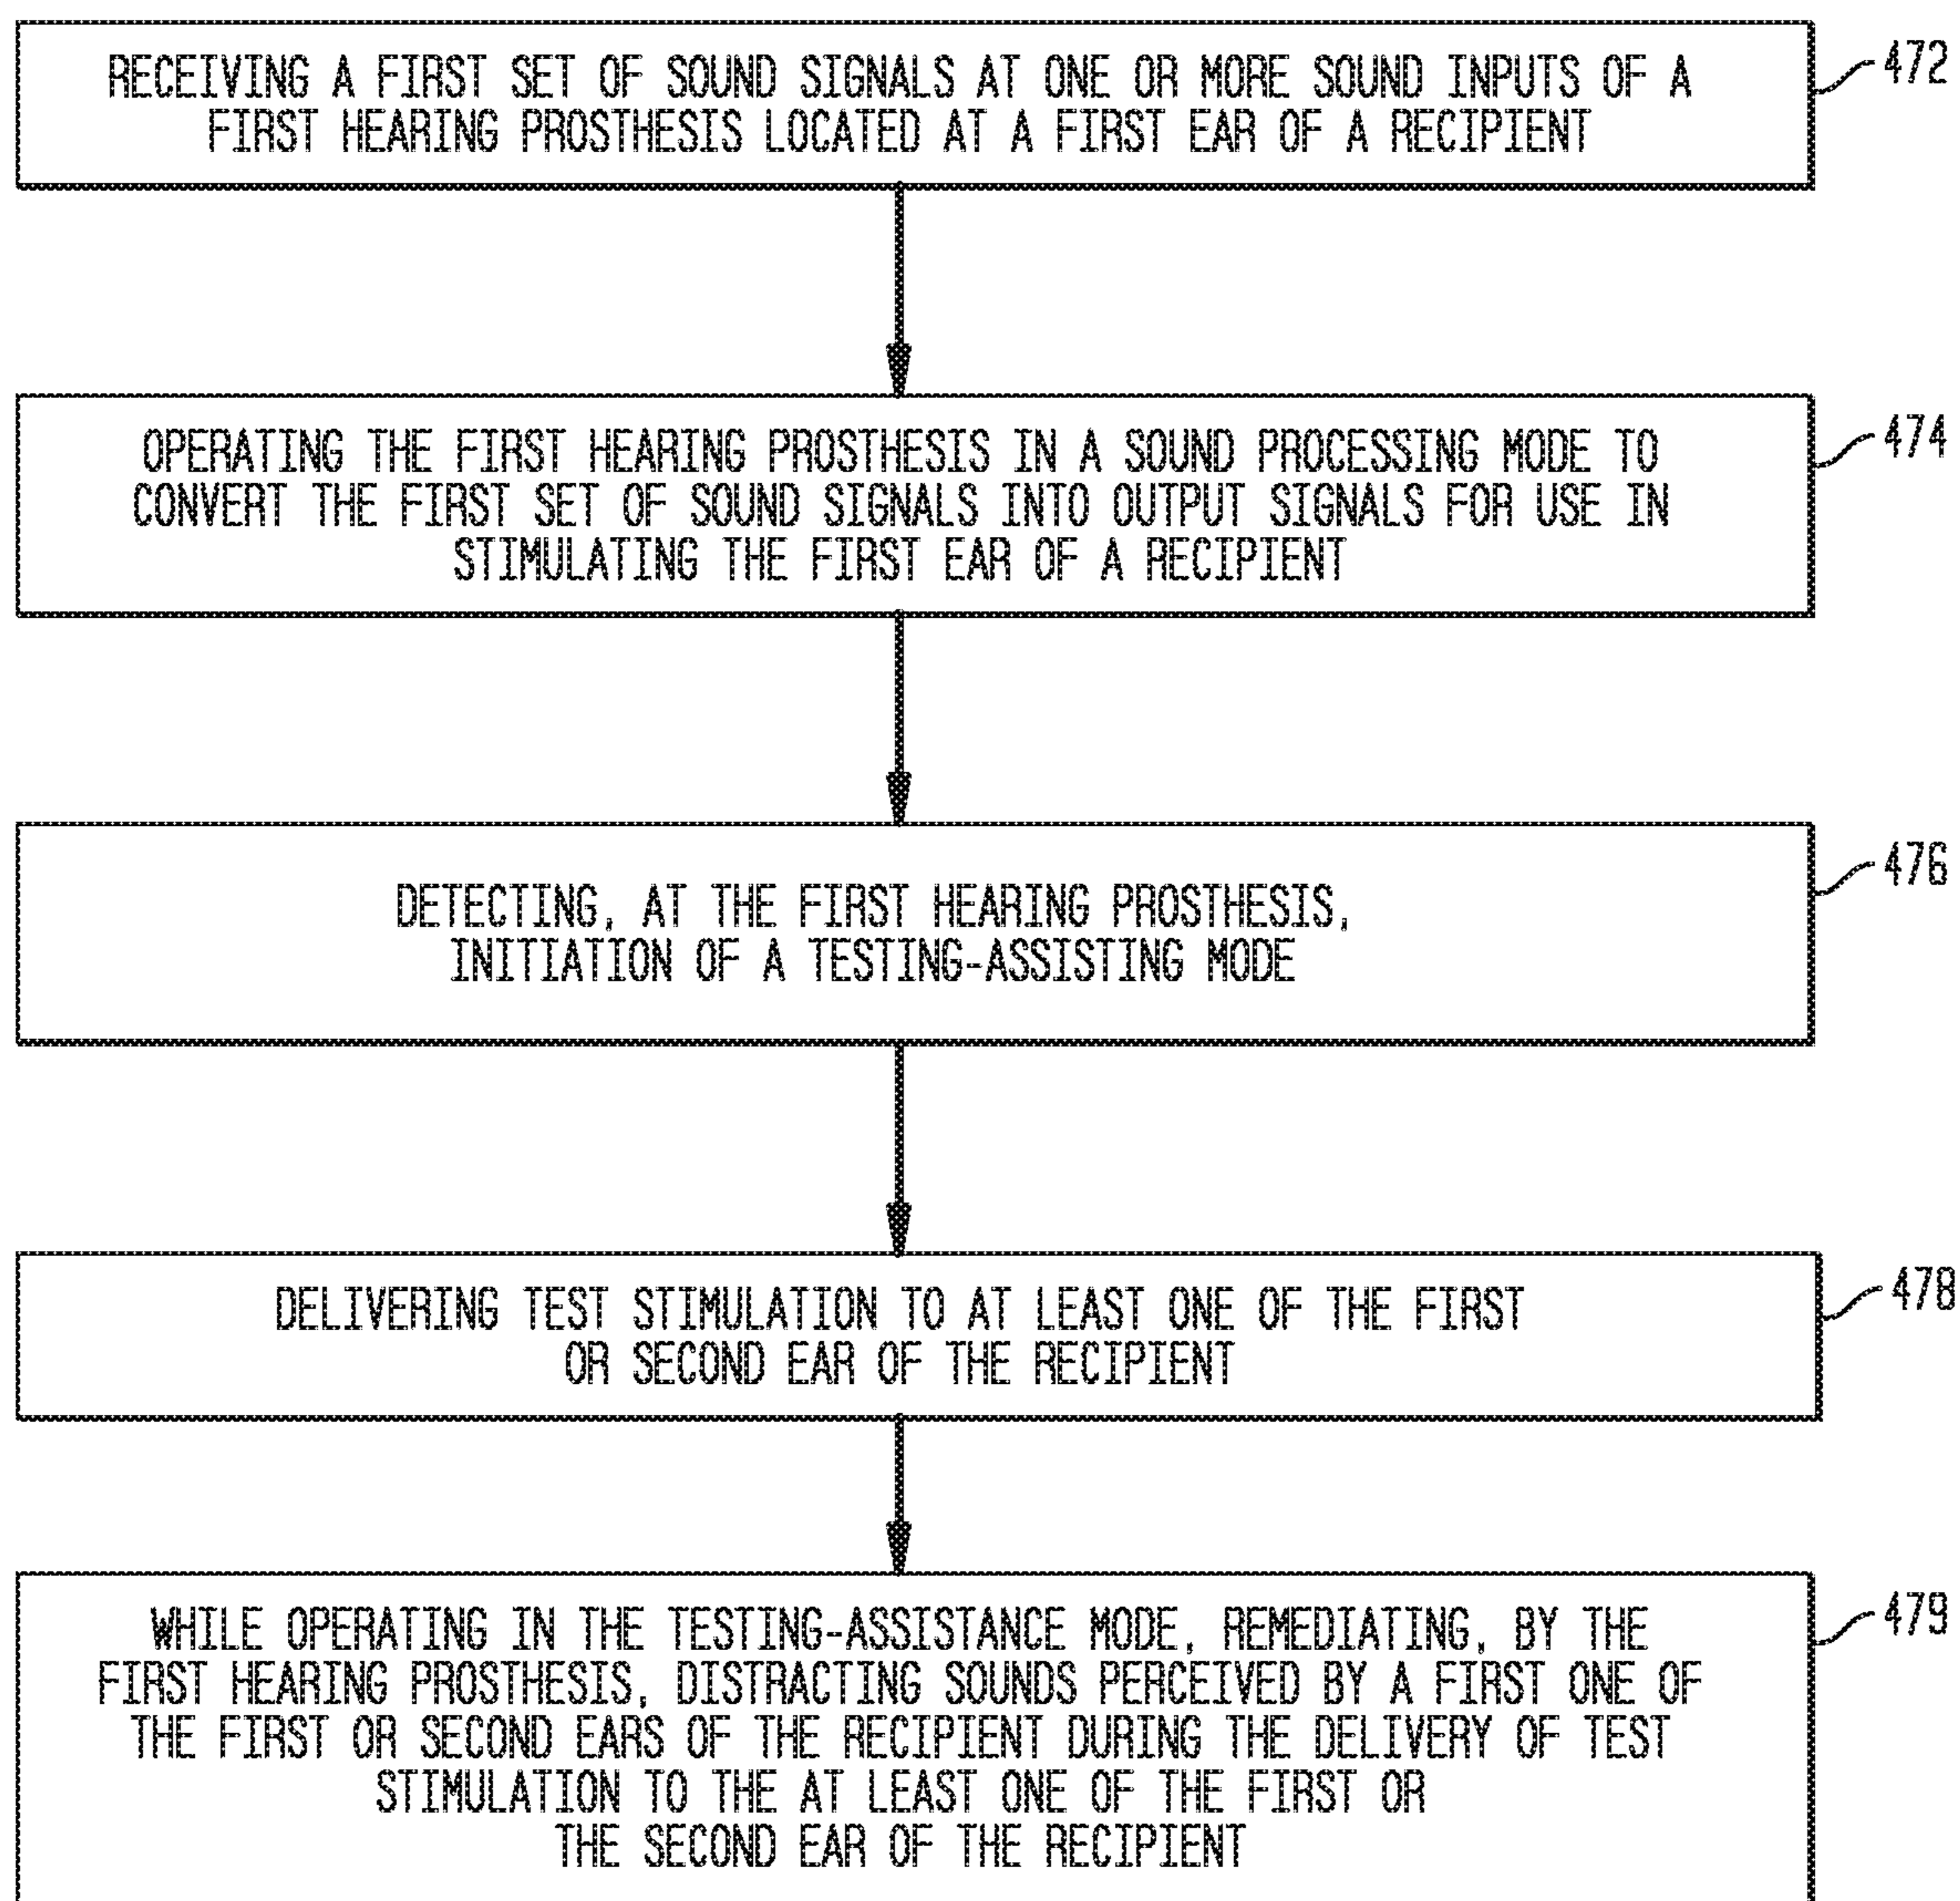 RECEIVING A FIRST SET OF SOUND SIGNALS AT ONE OR MORE SOUND INPUTS OF A
FIRST HEARING PROSTHESIS LOCATED AT A FIRST EAR OF A RECIPIENT
472
OPERATING THE FIRST HEARING PROSTHESIS IN A SOUND PROCESSING MODE TO
CONVERT THE FIRST SET OF SOUND SIGNALS INTO OUTPUT SIGNALS FOR USE IN
STIMULATING THE FIRST EAR OF A RECIPIENT
474
DETECTING, AT THE FIRST HEARING PROSTHESIS,
INITIATION OF A TESTING-ASSISTING MODE
476
DELIVERING TEST STIMULATION TO AT LEAST ONE OF THE FIRST
OR SECOND EAR OF THE RECIPIENT
478
WHILE OPERATING IN THE TESTING-ASSISTANCE MODE, REMEDIATING, BY THE
FIRST HEARING PROSTHESIS, DISTRACTING SOUNDS PERCEIVED BY A FIRST ONE OF
THE FIRST OR SECOND EARS OF THE RECIPIENT DURING THE DELIVERY OF TEST
STIMULATION TO THE AT LEAST ONE OF THE FIRST OR
THE SECOND EAR OF THE RECIPIENT
479